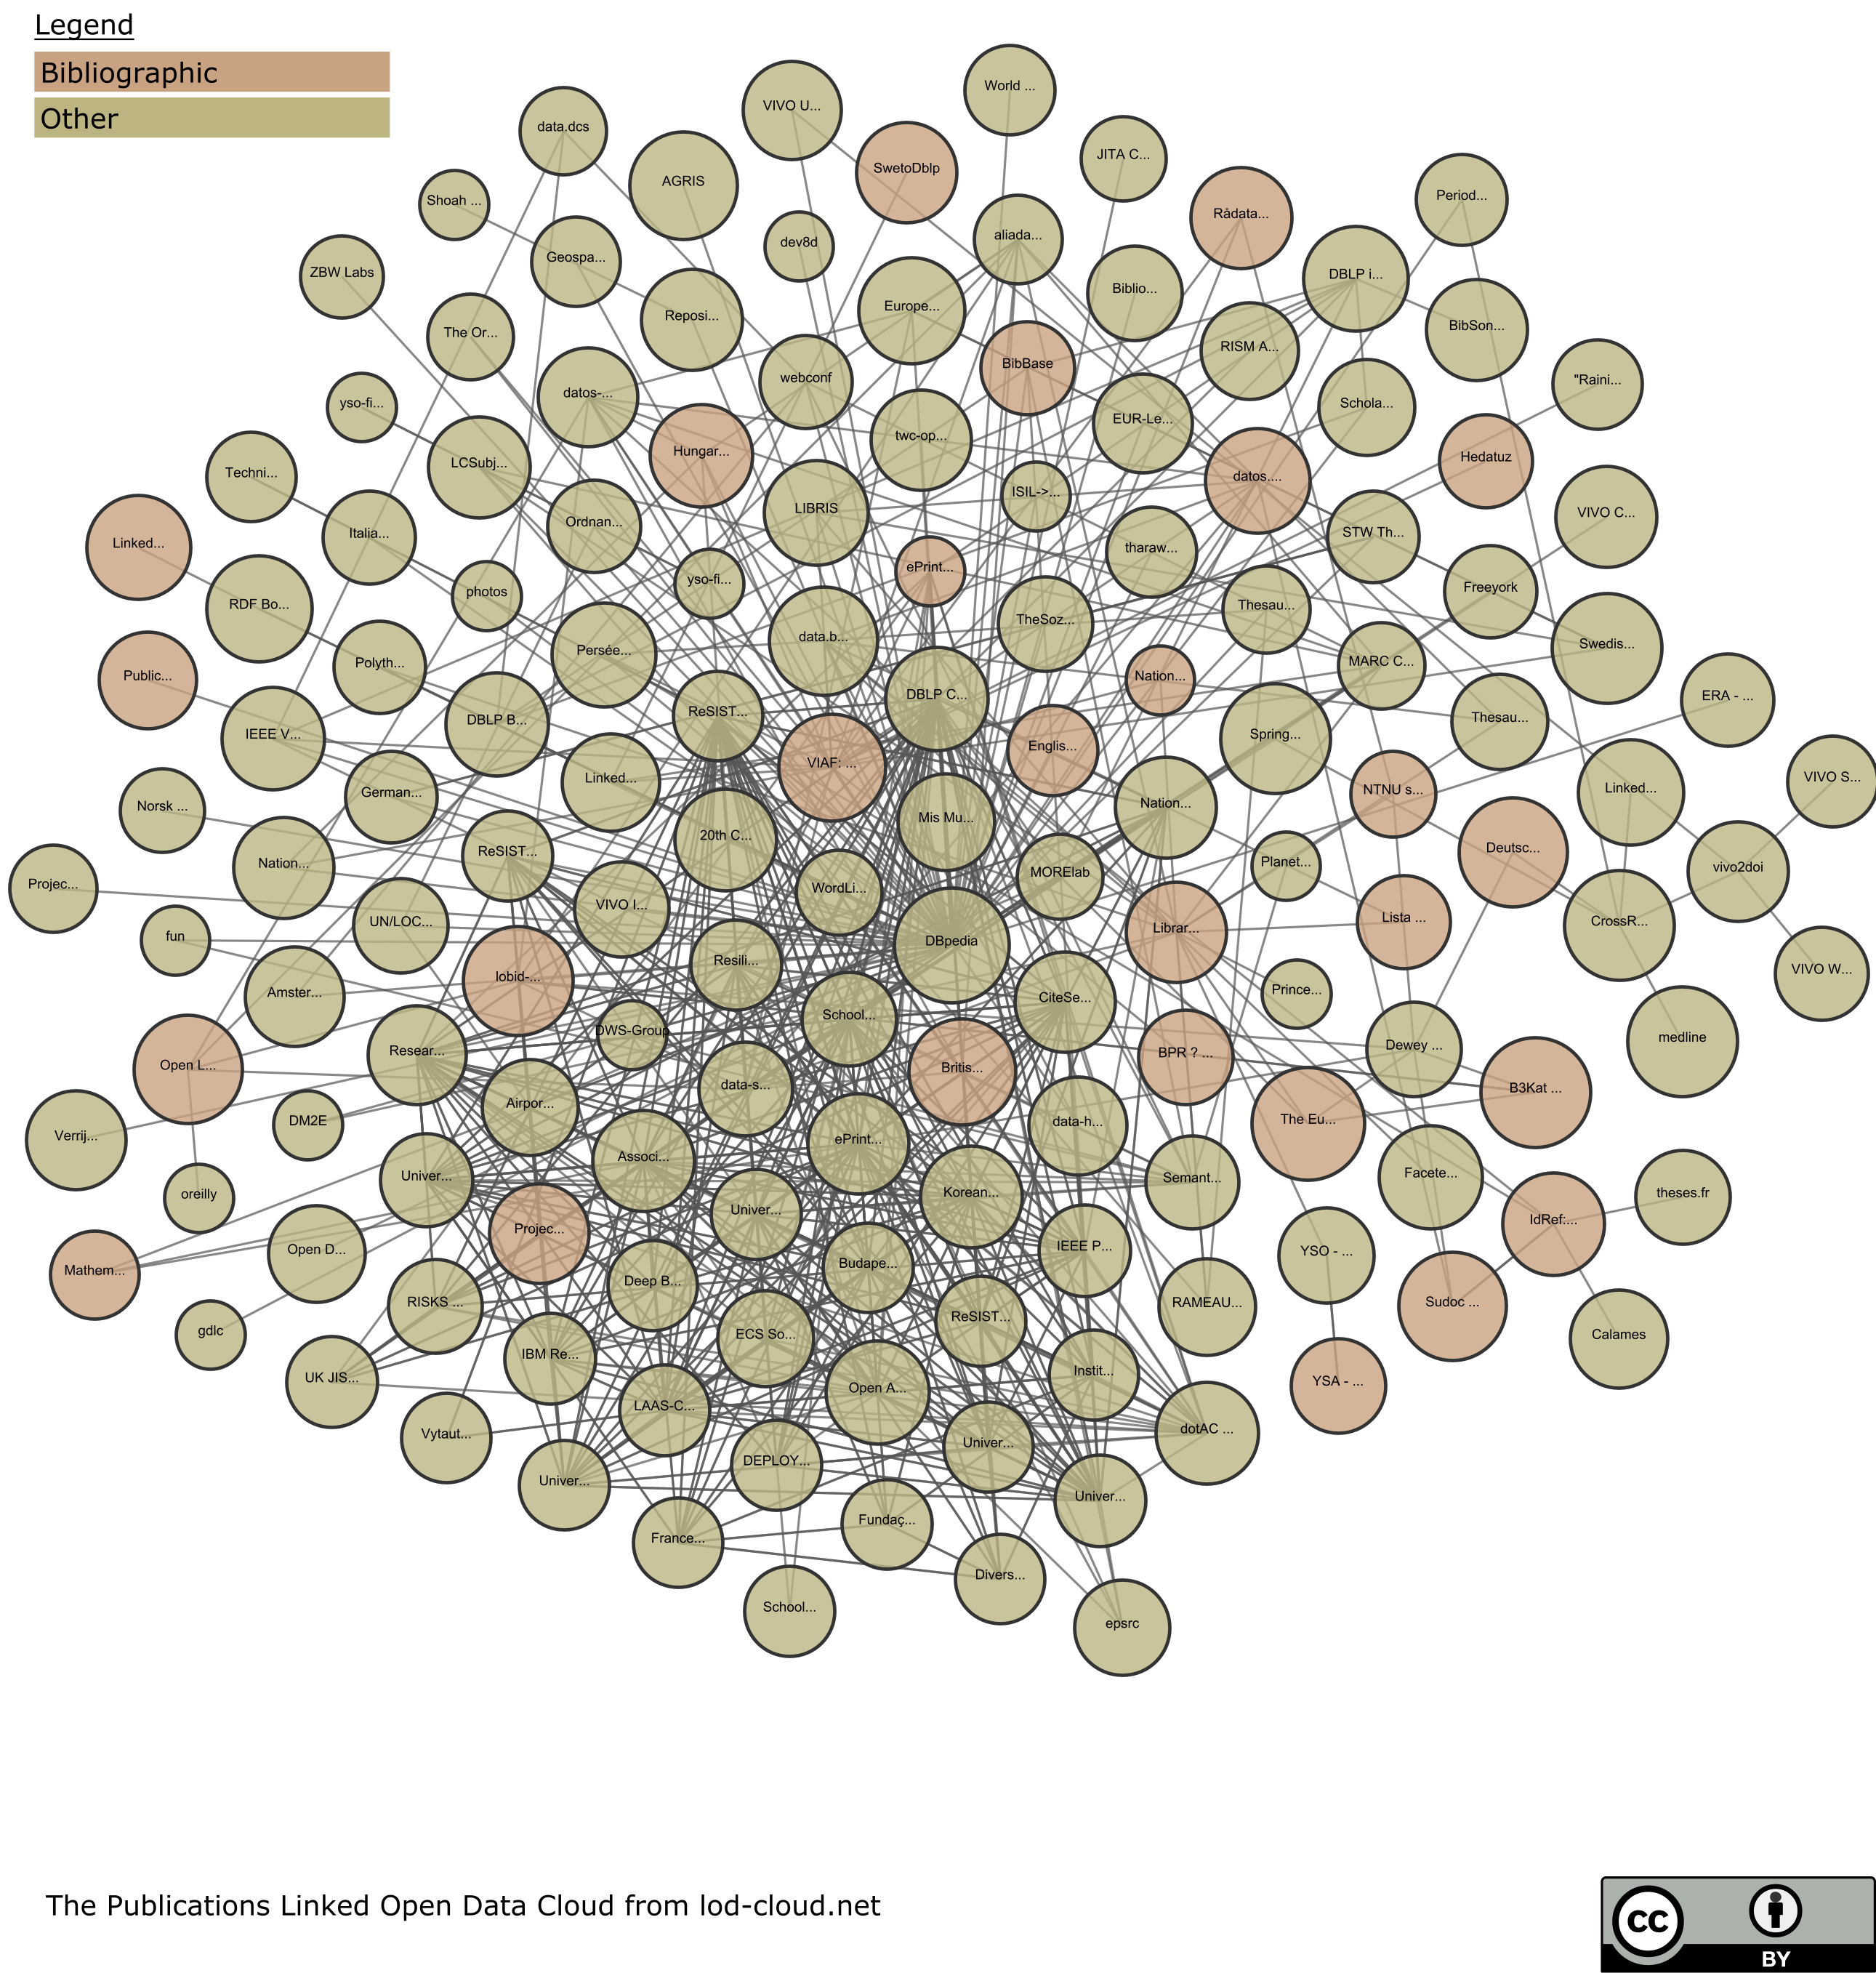 Legend
Bibliographic
Other
World ...
VIVO U...
data.dcs
JITA C...
SwetoDblp
AGRIS
Period...
Shoah ...
Rådata...
aliada...
dev8d
Geospa...
ZBW Labs
DBLP i...
Biblio...
Europe...
Reposi...
BibSon...
The Or...
RISM A...
BibBase
webconf
"Raini...
datos-...
yso-fi...
Schola...
EUR-Le...
twc-op...
Hungar...
Hedatuz
LCSubj...
Techni...
datos....
ISIL->...
LIBRIS
VIVO C...
Ordnan...
STW Th...
Italia...
Linked...
tharaw...
ePrint...
yso-fi...
Freeyork
photos
RDF Bo...
Thesau...
TheSoz...
data.b...
Swedis...
Persée...
Polyth...
MARC C...
Public...
Nation...
DBLP C...
ERA - ...
ReSIST...
Thesau...
DBLP B...
IEEE V...
Spring...
Englis...
VIAF: ...
Linked...
VIVO S...
Linked...
NTNU s...
German...
Norsk ...
Nation...
Mis Mu...
20th C...
Deutsc...
ReSIST...
Planet...
Nation...
vivo2doi
MORElab
Projec...
WordLi...
VIVO I...
Lista ...
CrossR...
UN/LOC...
Librar...
fun
DBpedia
Resili...
VIVO W...
lobid-...
Amster...
Prince...
CiteSe...
School...
DWS-Group
medline
Dewey ...
Resear...
BPR ? ...
Open L...
Britis...
data-s...
B3Kat ...
Airpor...
DM2E
The Eu...
data-h...
Verrij...
ePrint...
Associ...
Facete...
Univer...
Semant...
oreilly
theses.fr
Korean...
Univer...
IdRef:...
Projec...
Open D...
YSO - ...
IEEE P...
Budape...
Mathem...
Deep B...
RISKS ...
RAMEAU...
Sudoc ...
ReSIST...
gdlc
ECS So...
Calames
IBM Re...
Instit...
UK JIS...
YSA - ...
Open A...
LAAS-C...
dotAC ...
Vytaut...
Univer...
DEPLOY...
Univer...
Univer...
Fundaç...
France...
Divers...
School...
epsrc
The Publications Linked Open Data Cloud from lod-cloud.net
cc
BY